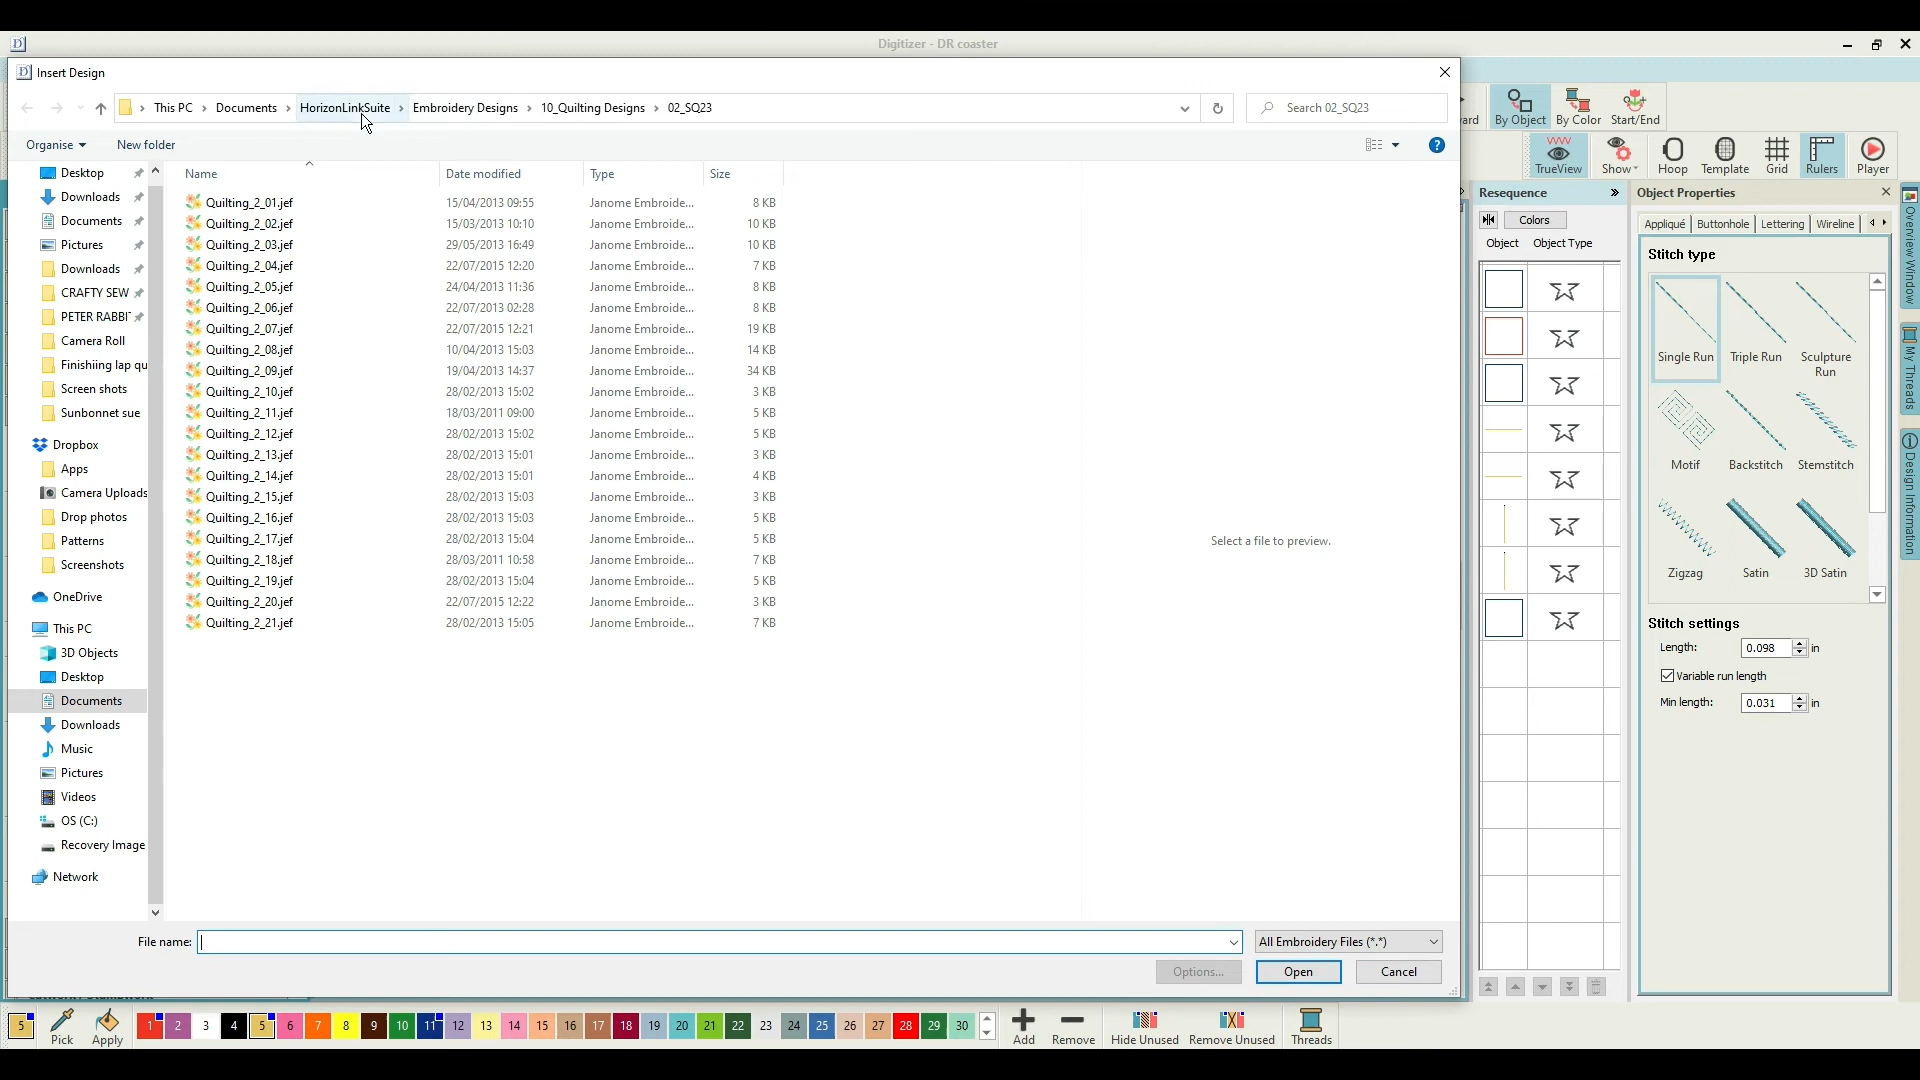 Digitizer - DR coaster
Insert Design
This PC > Documents > HorizonLinkSuite > Embroidery Designs > 10_Quilting Designs > 02_SQ23
Search 02_SQ23
By Object By Color Start/End
Organise New folder
TrueView Show Hoop Template Grid Rulers Player
Name Date modified Type Size
Quilting_2_01.jef 15/04/2013 09:55 Janome Embroide... 8 KB
Quilting_2_02.jef 15/03/2013 10:10 Janome Embroide... 10 KB
Quilting_2_03.jef 29/05/2013 16:49 Janome Embroide... 10 KB
Quilting_2_04.jef 22/07/2015 12:20 Janome Embroide... 7 KB
Quilting_2_05.jef 24/04/2013 11:36 Janome Embroide... 8 KB
Quilting_2_06.jef 22/07/2013 02:28 Janome Embroide... 8 KB
Quilting_2_07.jef 22/07/2015 12:21 Janome Embroide... 19 KB
Quilting_2_08.jef 10/04/2013 15:03 Janome Embroide... 14 KB
Quilting_2_09.jef 19/04/2013 14:37 Janome Embroide... 34 KB
Quilting_2_10.jef 28/02/2013 15:02 Janome Embroide... 3 KB
Quilting_2_11.jef 18/03/2011 09:00 Janome Embroide... 5 KB
Quilting_2_12.jef 28/02/2013 15:02 Janome Embroide... 5 KB
Quilting_2_13.jef 28/02/2013 15:01 Janome Embroide... 3 KB
Quilting_2_14.jef 28/02/2013 15:01 Janome Embroide... 4 KB
Quilting_2_15.jef 28/02/2013 15:03 Janome Embroide... 3 KB
Quilting_2_16.jef 28/02/2013 15:03 Janome Embroide... 5 KB
Quilting_2_17.jef 28/02/2013 15:04 Janome Embroide... 5 KB
Quilting_2_18.jef 28/03/2011 10:58 Janome Embroide... 7 KB
Quilting_2_19.jef 28/02/2013 15:04 Janome Embroide... 5 KB
Quilting_2_20.jef 22/07/2015 12:22 Janome Embroide... 3 KB
Quilting_2_21.jef 28/02/2013 15:05 Janome Embroide... 7 KB
Desktop
Downloads
Documents
Pictures
Downloads
CRAFTY SEW
PETER RABBIT
Camera Roll
Finishiing lap qu
Screen shots
Sunbonnet sue
Dropbox
Apps
Camera Uploads
Drop photos
Patterns
Screenshots
OneDrive
This PC
3D Objects
Desktop
Documents
Downloads
Music
Pictures
Videos
OS (C:)
Recovery Image
Network
Select a file to preview.
File name:
All Embroidery Files (*.*)
Options... Open Cancel
Resequence
Colors
Object Object Type
Object Properties
Appliqué Buttonhole Lettering Wireline
Stitch type
Single Run Triple Run Sculpture Run
Motif Backstitch Stemstitch
Zigzag Satin 3D Satin
Stitch settings
Length: 0.098 in
Variable run length
Min length: 0.031 in
Overview Window
My Threads
Design Information
5 Pick Apply
1 2 3 4 5 6 7 8 9 10 11 12 13 14 15 16 17 18 19 20 21 22 23 24 25 26 27 28 29 30
Add Remove Hide Unused Remove Unused Threads